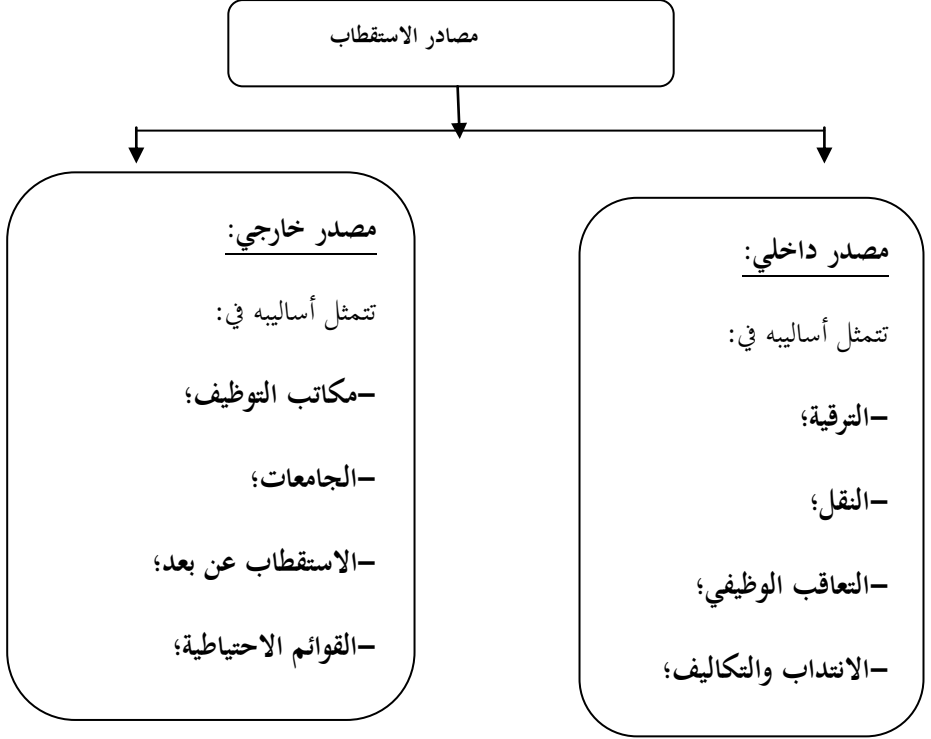 مصادر الاستقطاب
مصدر داخلي:
تتمثل أساليبه في:
–الترقية؛
–النقل؛
–التعاقب الوظيفي؛
–الانتداب والتكاليف؛
مصدر خارجي:
تتمثل أساليبه في:
–مكاتب التوظيف؛
–الجامعات؛
–الاستقطاب عن بعد؛
–القوائم الاحتياطية؛